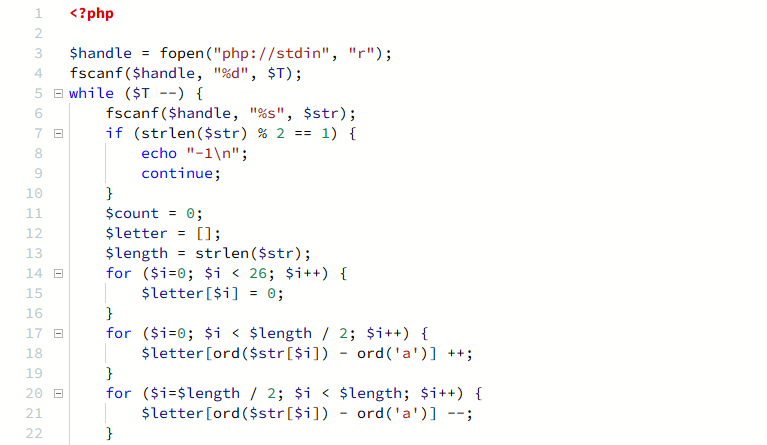 1 <?php
2
3 $handle = fopen("php://stdin", "r");
4 fscanf($handle, "%d", $T);
5 while ($T --) {
6     fscanf($handle, "%s", $str);
7     if (strlen($str) % 2 == 1) {
8         echo "-1\n";
9         continue;
10     }
11     $count = 0;
12     $letter = [];
13     $length = strlen($str);
14     for ($i=0; $i < 26; $i++) {
15         $letter[$i] = 0;
16     }
17     for ($i=0; $i < $length / 2; $i++) {
18         $letter[ord($str[$i]) - ord('a')] ++;
19     }
20     for ($i=$length / 2; $i < $length; $i++) {
21         $letter[ord($str[$i]) - ord('a')] --;
22     }